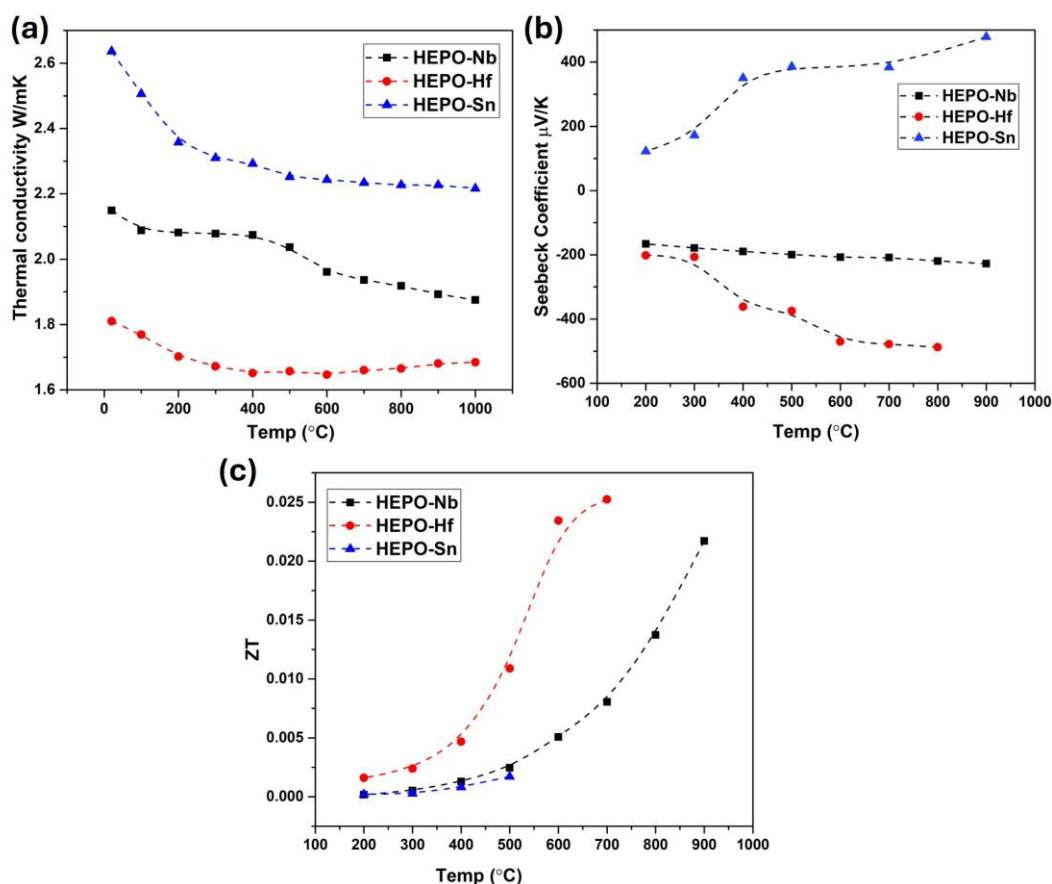 (a)
Thermal conductivity W/mK
2.6
2.4
2.2
2.0
1.8
1.6
HEPO-Nb
HEPO-Hf
HEPO-Sn
0
200
400
600
800
1000
Temp (°C)
(b)
Seebeck Coefficient μV/K
400
200
0
-200
-400
-600
HEPO-Nb
HEPO-Hf
HEPO-Sn
100
200
300
400
500
600
700
800
900
1000
Temp (°C)
(c)
ZT
0.025
0.020
0.015
0.010
0.005
0.000
HEPO-Nb
HEPO-Hf
HEPO-Sn
100
200
300
400
500
600
700
800
900
1000
Temp (°C)